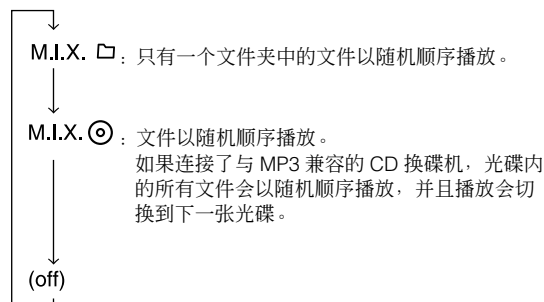 M.I.X. : 只有一个文件夹中的文件以随机顺序播放。
M.I.X. : 文件以随机顺序播放。
如果连接了与 MP3 兼容的 CD 换碟机，光碟内
的所有文件会以随机顺序播放，并且播放会切
换到下一张光碟。
(off)